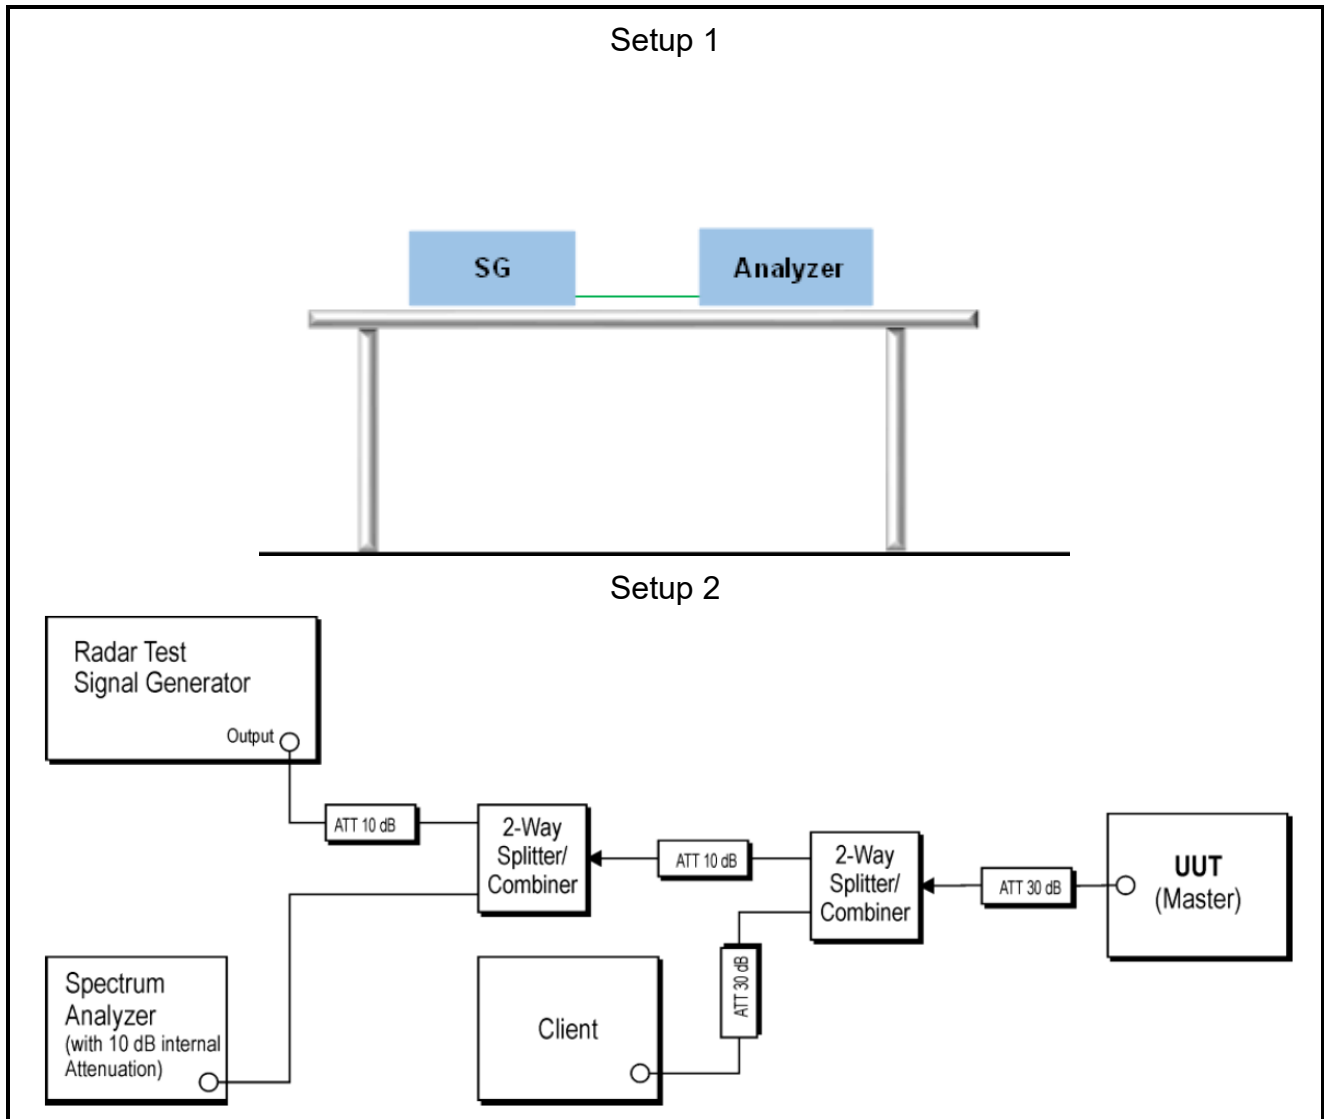 Setup 1
SG
Analyzer
Setup 2
Radar Test
Signal Generator
Output
ATT 10 dB
2-Way
Splitter/
Combiner
ATT 10 dB
2-Way
Splitter/
Combiner
ATT 30 dB
UUT
(Master)
Spectrum
Analyzer
(with 10 dB internal
Attenuation)
Client
ATT 30 dB